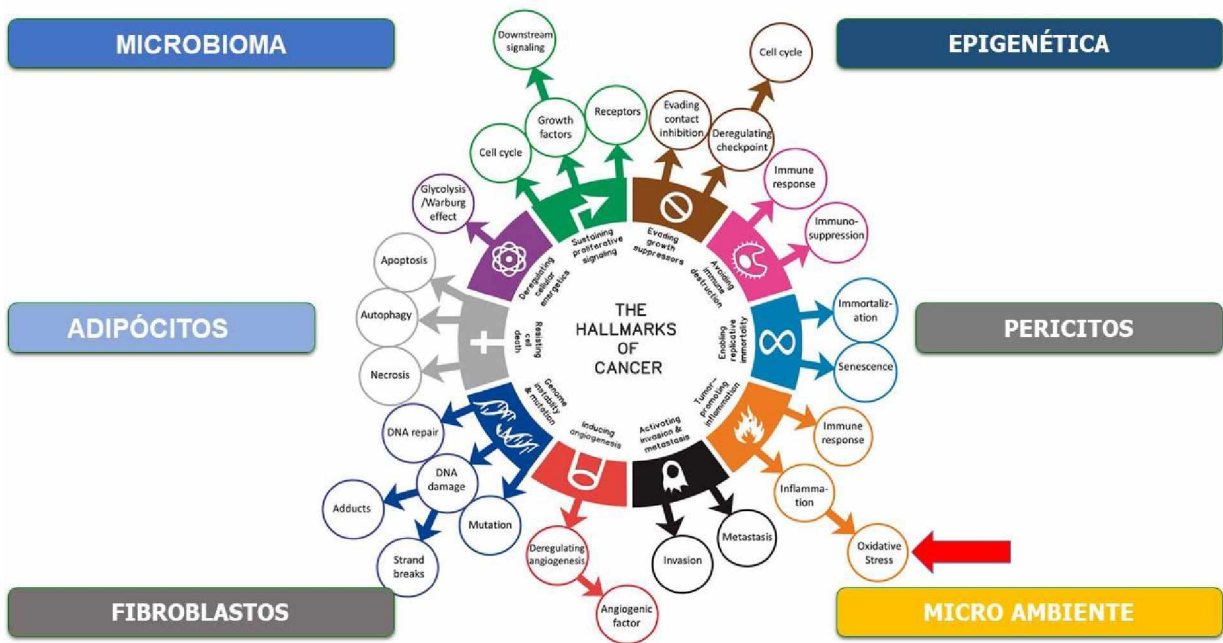 MICROBIOMA
EPIGENÉTICA
Downstream
signaling
Cell cycle
Growth
factors
Receptors
Evading
contact
inhibition
Deregulating
checkpoint
Cell cycle
Immune
response
Glycolysis
/Warburg
effect
Immuno-
suppression
Sustaining
proliferative
signaling
Evading
growth
suppressors
Deregulating
cellular
energetics
Avoiding
immune
destruction
Apoptosis
Autophagy
Necrosis
Resisting
cell
death
THE
HALLMARKS
OF
CANCER
Enabling
replicative
immortality
Immortaliz-
ation
Senescence
ADIPÓCITOS
PERICITOS
Genome
instability
& mutation
Inducing
angiogenesis
Activating
invasion &
metastasis
Tumor-
promoting
inflammation
DNA repair
DNA
damage
Adducts
Strand
breaks
Mutation
Deregulating
angiogenesis
Angiogenic
factor
Invasion
Metastasis
Immune
response
Inflamma-
tion
Oxidative
Stress
FIBROBLASTOS
MICRO AMBIENTE